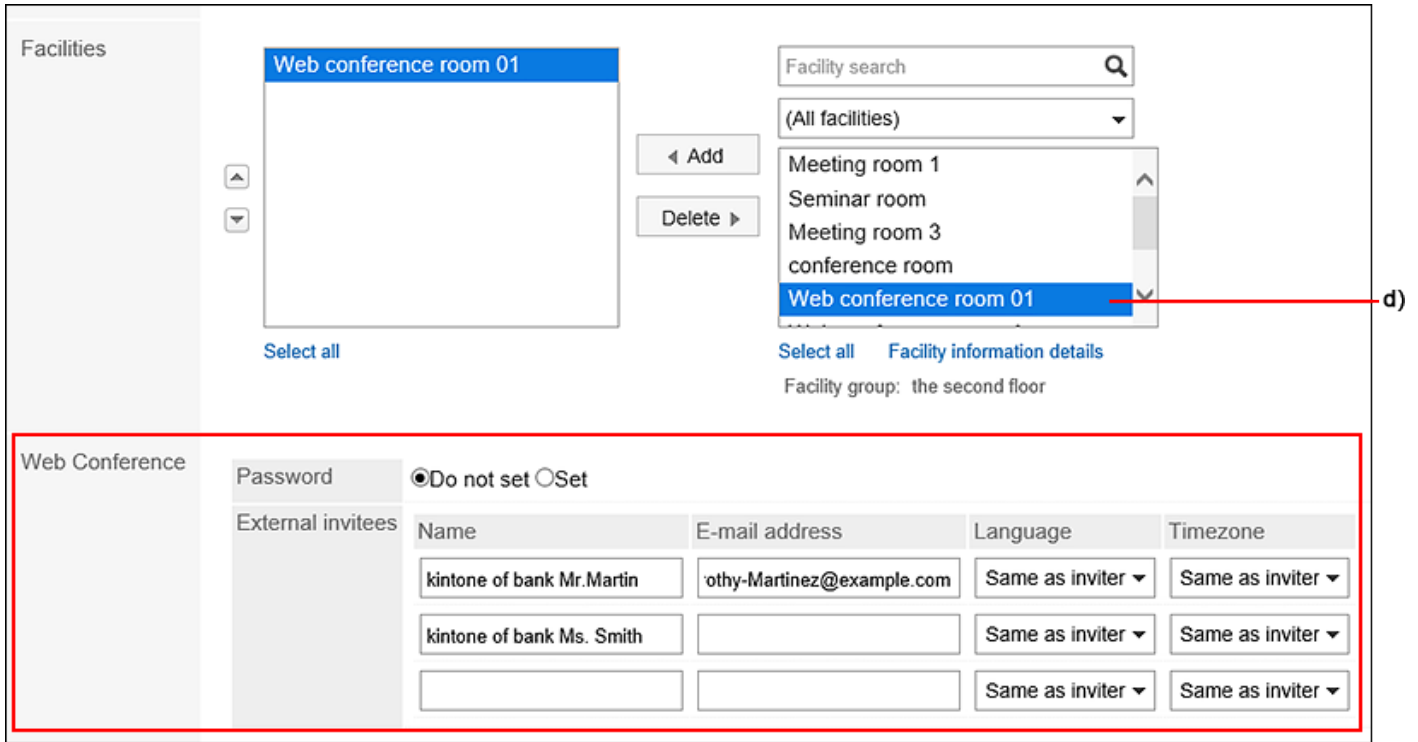 Facilities
Web conference room 01
Facility search
(All facilities)
Add
Delete
Meeting room 1
Seminar room
Meeting room 3
conference room
Web conference room 01
d)
Select all
Select all Facility information details
Facility group: the second floor
Web Conference
Password Do not set Set
External invitees Name E-mail address Language Timezone
kintone of bank Mr.Martin othy-Martinez@example.com Same as inviter Same as inviter
kintone of bank Ms. Smith Same as inviter Same as inviter
Same as inviter Same as inviter